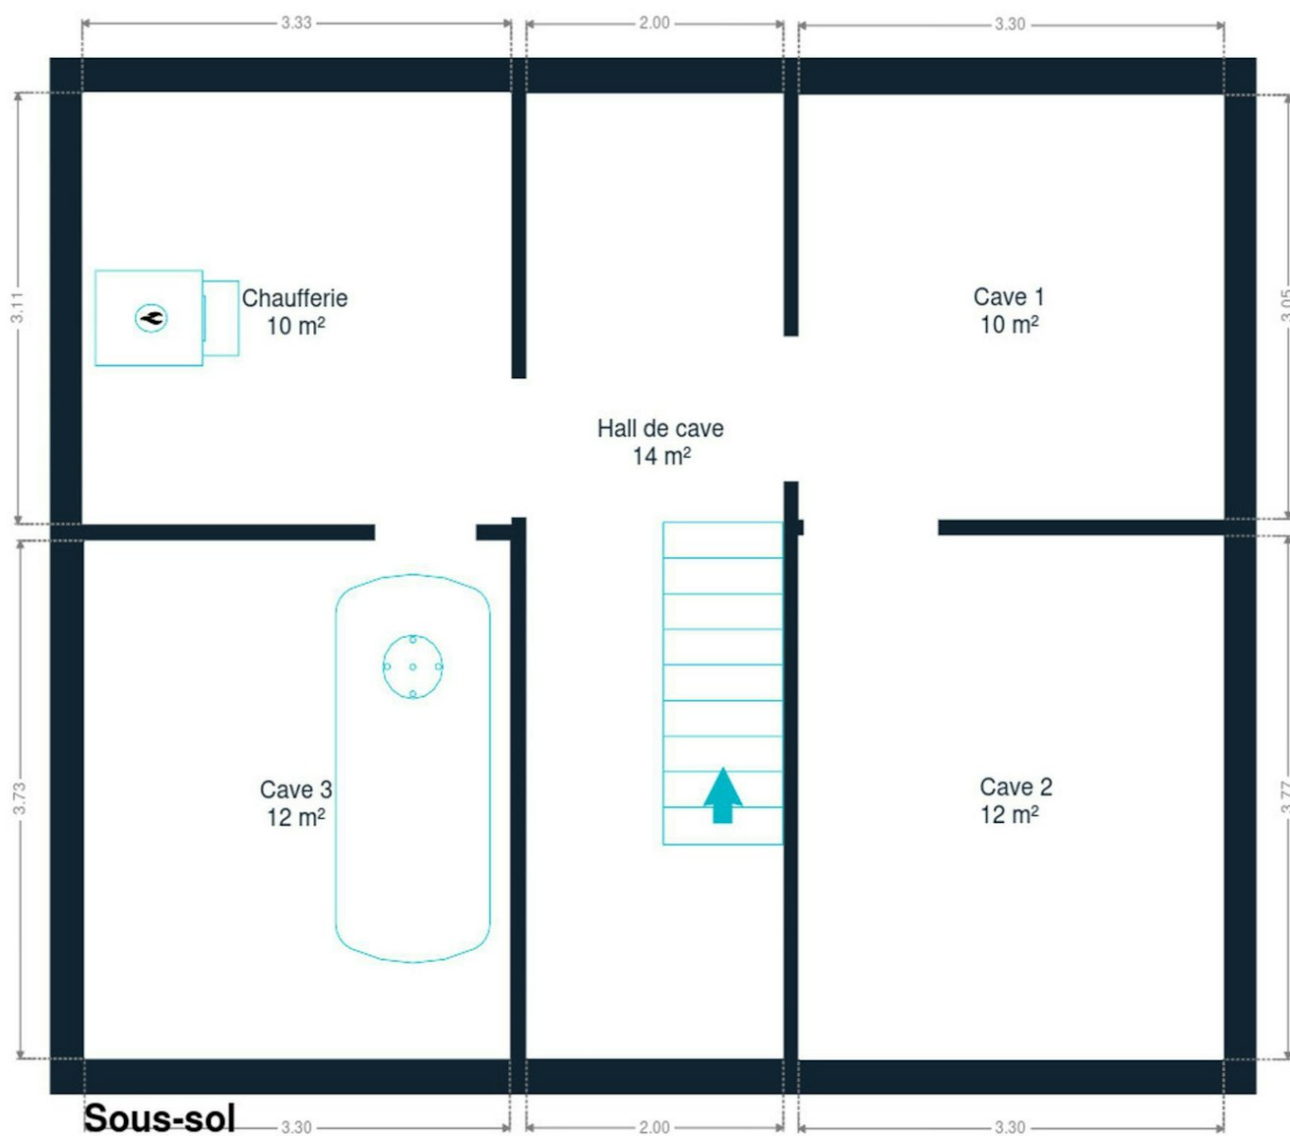 3.33
2.00
3.30
3.11
3.05
Chaufferie
10 m²
Cave 1
10 m²
Hall de cave
14 m²
3.73
3.77
Cave 3
12 m²
Cave 2
12 m²
Sous-sol
3.30
2.00
3.30